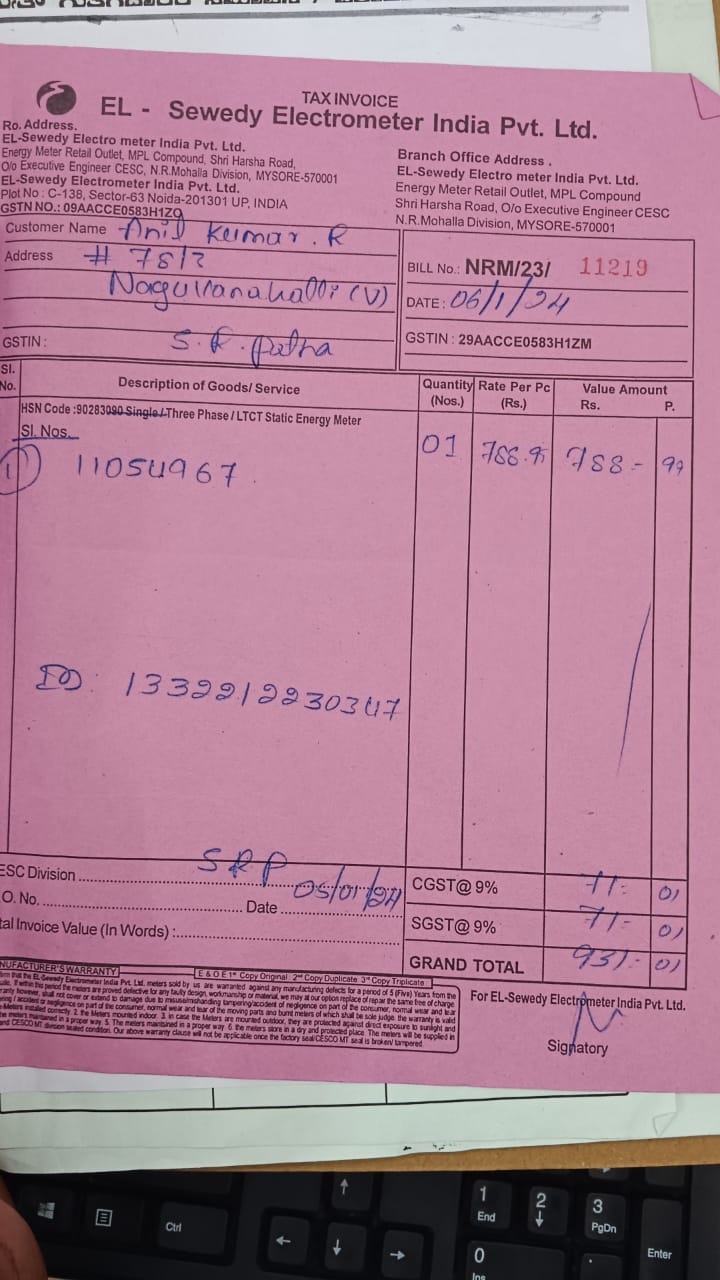 TAX INVOICE
EL - Sewedy Electrometer India Pvt. Ltd.
Ro. Address.
EL-Sewedy Electro meter India Pvt. Ltd.
Energy Meter Retail Outlet, MPL Compound, Shri Harsha Road,
O/o Executive Engineer CESC, N.R.Mohalla Division, MYSORE-570001
EL-Sewedy Electrometer India Pvt. Ltd.
Plot No : C-138, Sector-63 Noida-201301 UP, INDIA
GSTN NO.: 09AACCE0583H1ZO
Branch Office Address .
EL-Sewedy Electro meter India Pvt. Ltd.
Energy Meter Retail Outlet, MPL Compound
Shri Harsha Road, O/o Executive Engineer CESC
N.R.Mohalla Division, MYSORE-570001
Customer Name Anil Kumar. R
Address # 78/2
Naguvanahalli (V)
GSTIN : S. R. Patna
BILL No.: NRM/23/ 11219
DATE : 06/1/24
GSTIN : 29AACCE0583H1ZM
Sl. No. Description of Goods/ Service Quantity (Nos.) Rate Per Pc (Rs.) Value Amount Rs. P.
HSN Code :90283090 Single / Three Phase / LTCT Static Energy Meter
Sl. Nos.
1 11054967 01 788.9 788 - 99
ID: 13322122230347
ESC Division SRP
O. No. Date 05/01/24
tal Invoice Value (In Words) :
CGST@ 9% 71 - 01
SGST@ 9% 71 - 01
GRAND TOTAL 931 - 01
NUFACTURER'S WARRANTY
E & O E 1st Copy Original 2nd Copy Duplicate 3rd Copy Triplicate
For EL-Sewedy Electrometer India Pvt. Ltd.
Signatory
Ctrl
1 End
2
3 PgDn
0 Ins
.
Enter